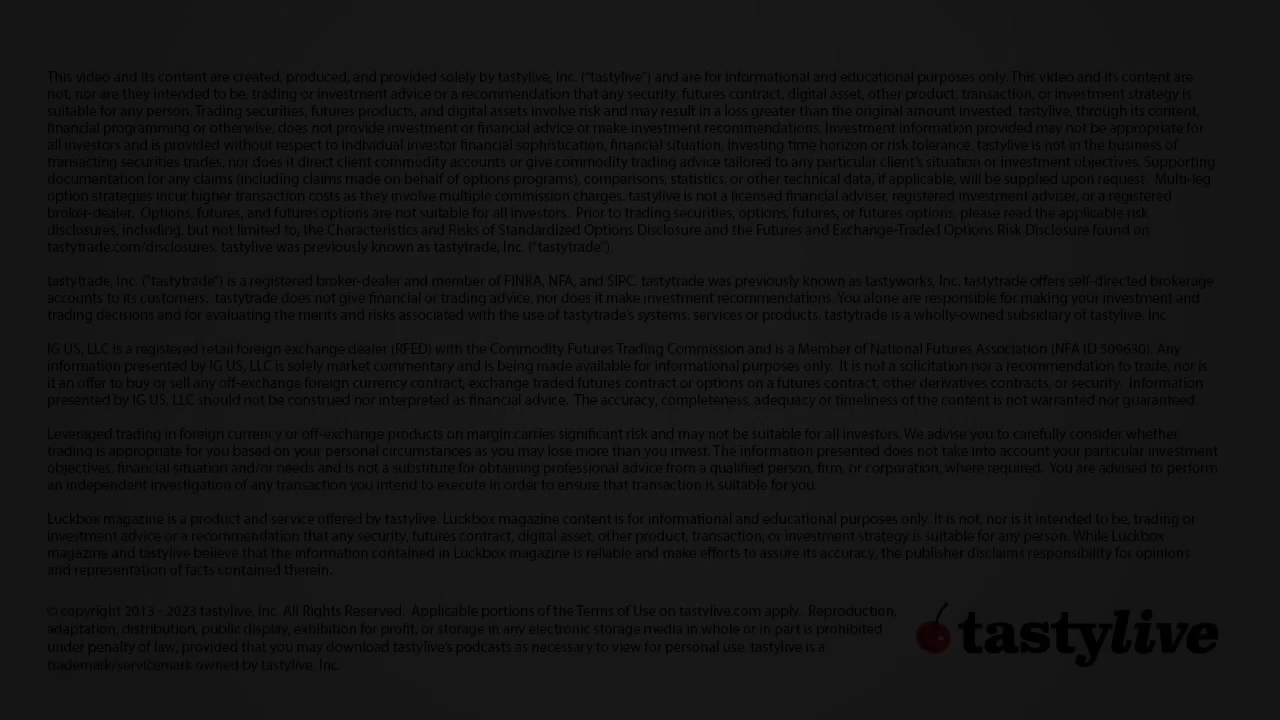 This video and its content are created, produced, and provided solely by tastylive, Inc. ("tastylive") and are for informational and educational purposes only. This video and its content are
not, nor are they intended to be, trading or investment advice or a recommendation that any security, futures contract, digital asset, other product, transaction, or investment strategy is
suitable for any person. Trading securities, futures products, and digital assets involve risk and may result in a loss greater than the original amount invested. tastylive, through its content,
financial programming or otherwise, does not provide investment or financial advice or make investment recommendations. Investment information provided may not be appropriate for
all investors and is provided without respect to individual investor financial sophistication, financial situation, investing time horizon or risk tolerance. tastylive is not in the business of
transacting securities trades, nor does it direct client commodity accounts or give commodity trading advice tailored to any particular client's situation or investment objectives. Supporting
documentation for any claims (including claims made on behalf of options programs), comparisons, statistics, or other technical data, if applicable, will be supplied upon request. Multi-leg
option strategies incur higher transaction costs as they involve multiple commission charges. tastylive is not a licensed financial adviser, registered investment adviser, or a registered
broker-dealer. Options, futures, and futures options are not suitable for all investors. Prior to trading securities, options, futures, or futures options, please read the applicable risk
disclosures, including, but not limited to, the Characteristics and Risks of Standardized Options Disclosure and the Futures and Exchange-Traded Options Risk Disclosure found on
tastytrade.com/disclosures. tastylive was previously known as tastytrade, Inc. ("tastytrade").
tastytrade, Inc. ("tastytrade") is a registered broker-dealer and member of FINRA, NFA, and SIPC. tastytrade was previously known as tastyworks, Inc. tastytrade offers self-directed brokerage
accounts to its customers. tastytrade does not give financial or trading advice, nor does it make investment recommendations. You alone are responsible for making your investment and
trading decisions and for evaluating the merits and risks associated with the use of tastytrade's systems, services or products. tastytrade is a wholly-owned subsidiary of tastylive, Inc.
IG US, LLC is a registered retail foreign exchange dealer (RFED) with the Commodity Futures Trading Commission and is a Member of National Futures Association (NFA ID 509630). Any
information presented by IG US, LLC is solely market commentary and is being made available for informational purposes only. It is not a solicitation nor a recommendation to trade, nor is
it an offer to buy or sell any off-exchange foreign currency contract, exchange traded futures contract or options on a futures contract, other derivatives contracts, or security. Information
presented by IG US, LLC should not be construed nor interpreted as financial advice. The accuracy, completeness, adequacy or timeliness of the content is not warranted nor guaranteed.
Leveraged trading in foreign currency or off-exchange products on margin carries significant risk and may not be suitable for all investors. We advise you to carefully consider whether
trading is appropriate for you based on your personal circumstances as you may lose more than you invest. The information presented does not take into account your particular investment
objectives, financial situation and/or needs and is not a substitute for obtaining professional advice from a qualified person, firm, or corporation, where required. You are advised to perform
an independent investigation of any transaction you intend to execute in order to ensure that transaction is suitable for you.
Luckbox magazine is a product and service offered by tastylive. Luckbox magazine content is for informational and educational purposes only. It is not, nor is it intended to be, trading or
investment advice or a recommendation that any security, futures contract, digital asset, other product, transaction, or investment strategy is suitable for any person. While Luckbox
magazine and tastylive believe that the information contained in Luckbox magazine is reliable and make efforts to assure its accuracy, the publisher disclaims responsibility for opinions
and representation of facts contained therein.
© copyright 2013 - 2023 tastylive, Inc. All Rights Reserved. Applicable portions of the Terms of Use on tastylive.com apply. Reproduction,
adaptation, distribution, public display, exhibition for profit, or storage in any electronic storage media in whole or in part is prohibited
under penalty of law, provided that you may download tastylive's podcasts as necessary to view for personal use. tastylive is a
trademark/servicemark owned by tastylive, Inc.
tastylive